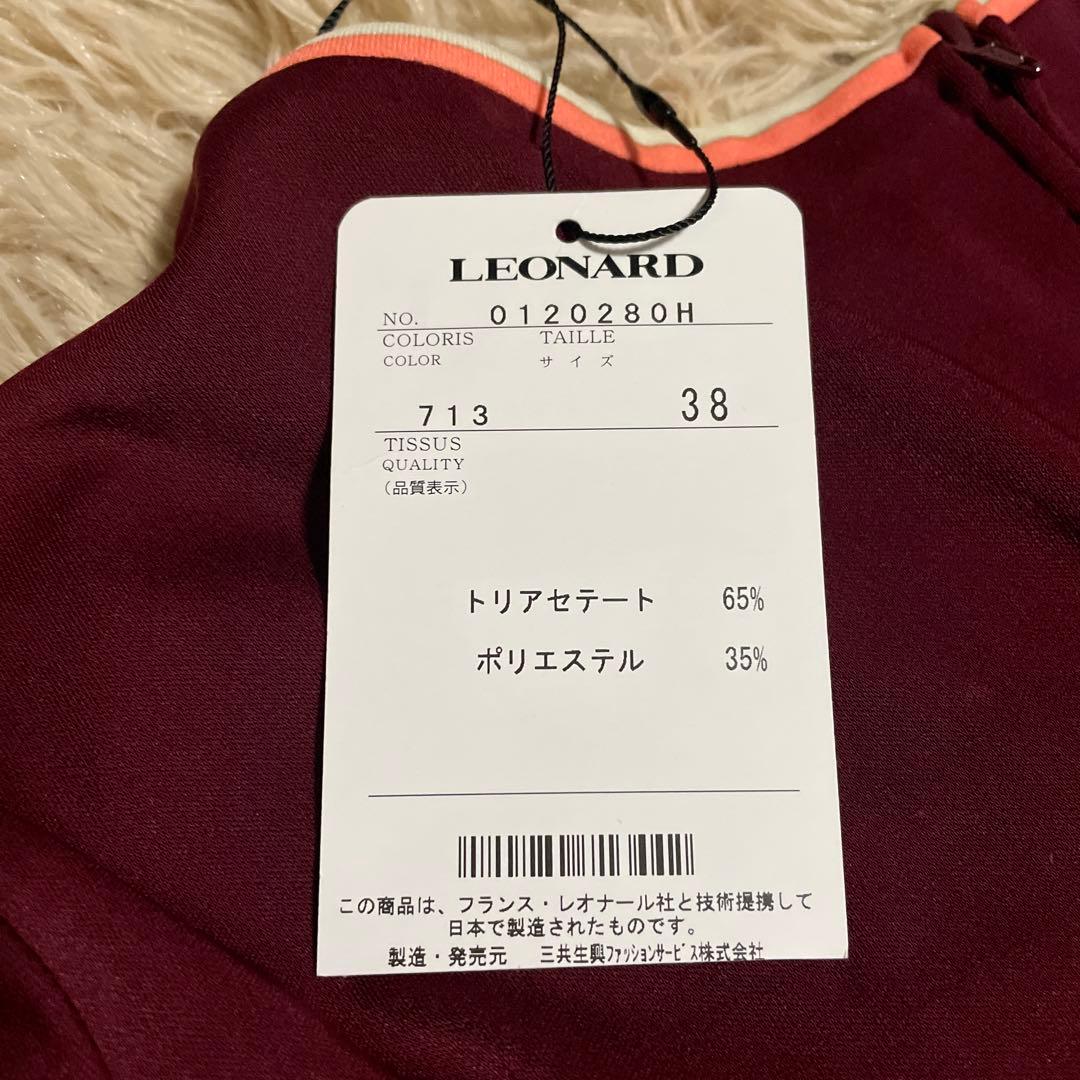 LEONARD
NO. 0120280H
COLORIS TAILLE
COLOR サイズ
713 38
TISSUS
QUALITY
(品質表示)
トリアセテート 65%
ポリエステル 35%
この商品は、フランス・レオナール社と技術提携して
日本で製造されたものです。
製造・発売元 三共生興ファッションサービス株式会社